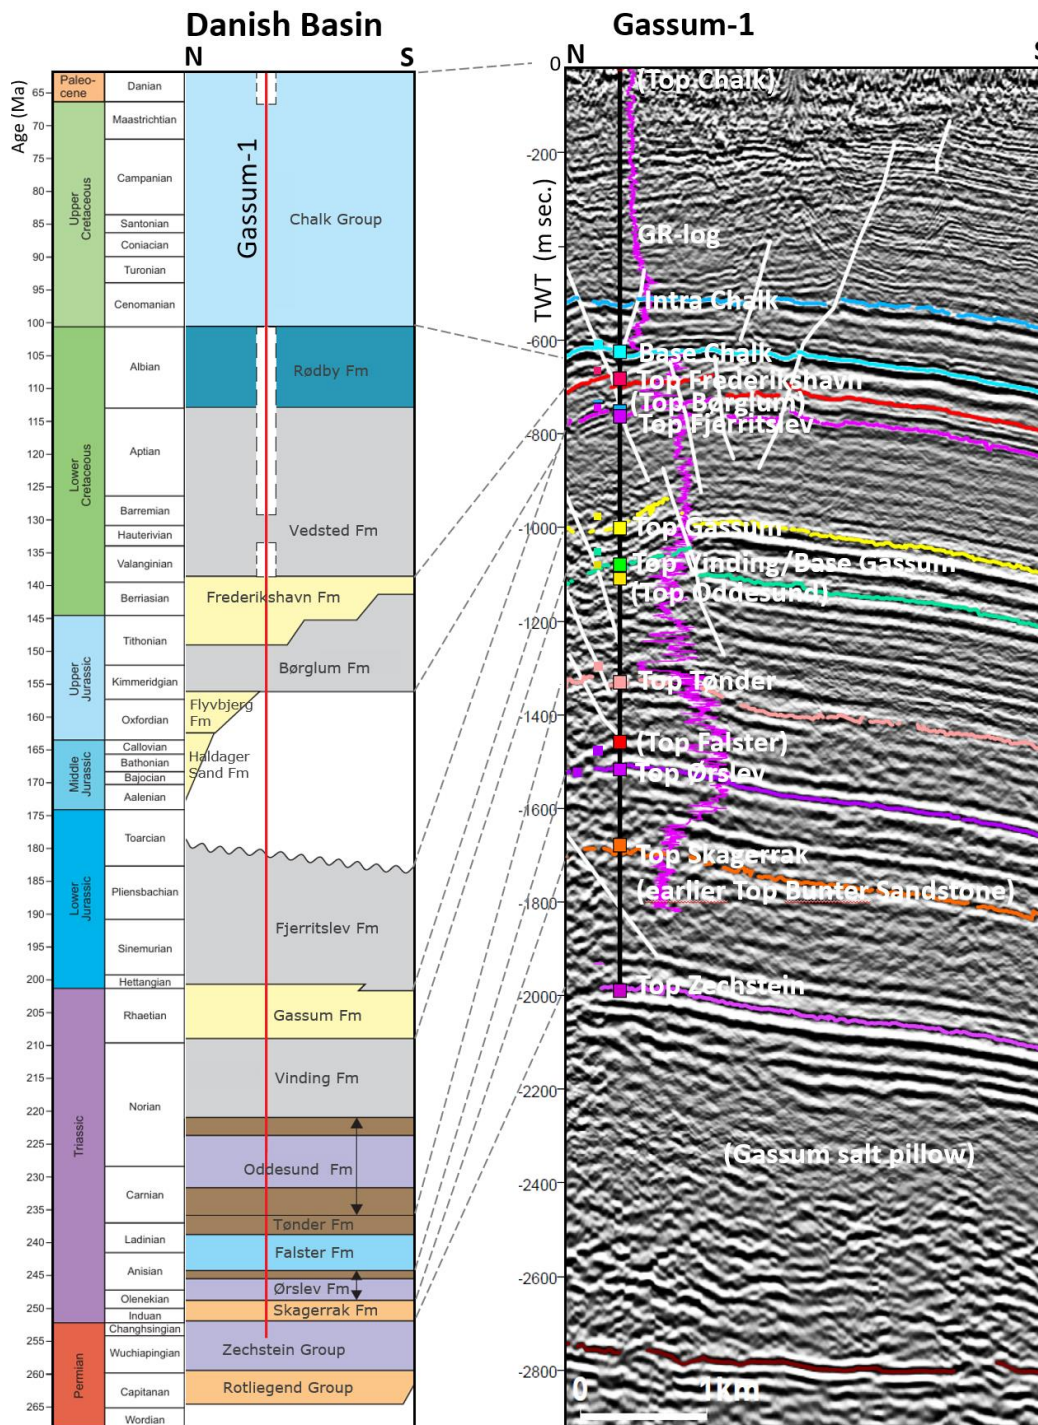 Danish Basin
N
S
Age (Ma)
65
70
75
80
85
90
95
100
105
110
115
120
125
130
135
140
145
150
155
160
165
170
175
180
185
190
195
200
205
210
215
220
225
230
235
240
245
250
255
260
265
Paleo-
cene
Upper
Cretaceous
Lower
Cretaceous
Upper
Jurassic
Middle
Jurassic
Lower
Jurassic
Triassic
Permian
Danian
Maastrichtian
Campanian
Santonian
Coniacian
Turonian
Cenomanian
Albian
Aptian
Barremian
Hauterivian
Valanginian
Berriasian
Tithonian
Kimmeridgian
Oxfordian
Callovian
Bathonian
Bajocian
Aalenian
Toarcian
Pliensbachian
Sinemurian
Hettangian
Rhaetian
Norian
Carnian
Ladinian
Anisian
Olenekian
Induan
Changhsingian
Wuchiapingian
Capitanan
Wordian
Gassum-1
Chalk Group
Rødby Fm
Vedsted Fm
Frederikshavn Fm
Børglum Fm
Flyvbjerg
Fm
Haldager
Sand Fm
Fjerritslev Fm
Gassum Fm
Vinding Fm
Oddesund Fm
Tønder Fm
Falster Fm
Ørslev Fm
Skagerrak Fm
Zechstein Group
Rotliegend Group
Gassum-1
N
S
TWT (m sec.)
0
-200
-600
-800
-1000
-1200
-1400
-1600
-1800
-2000
-2200
-2400
-2600
-2800
(Top Chalk)
GR-log
Intra Chalk
Base Chalk
Top Frederikshavn
(Top Børglum)
Top Fjerritslev
Top Gassum
Top Vinding/Base Gassum
(Top Oddesund)
Top Tønder
(Top Falster)
Top Ørslev
Top Skagerrak
(earlier Top Bunter Sandstone)
Top Zechstein
(Gassum salt pillow)
0
1km